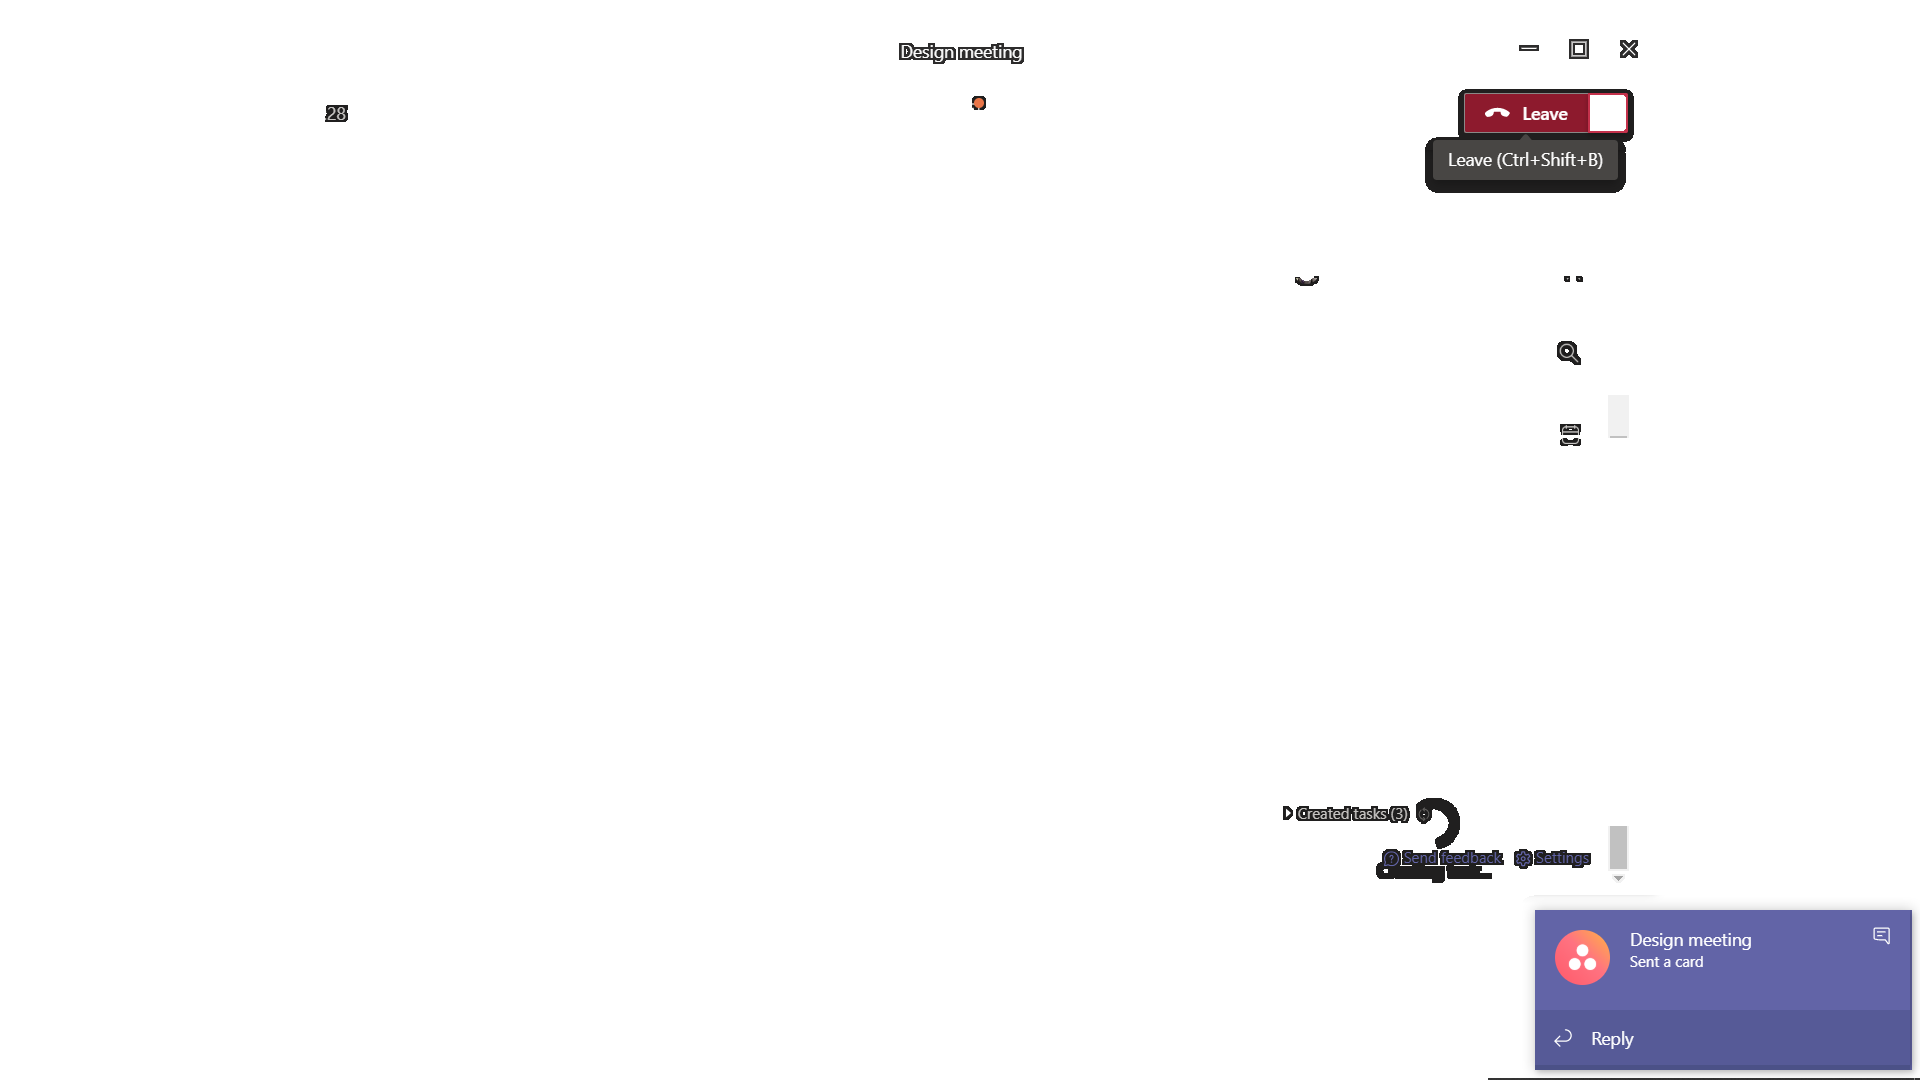 Design meeting
28
Leave
Leave (Ctrl+Shift+B)
Created tasks (3)
Send feedback
Settings
Design meeting
Sent a card
Reply